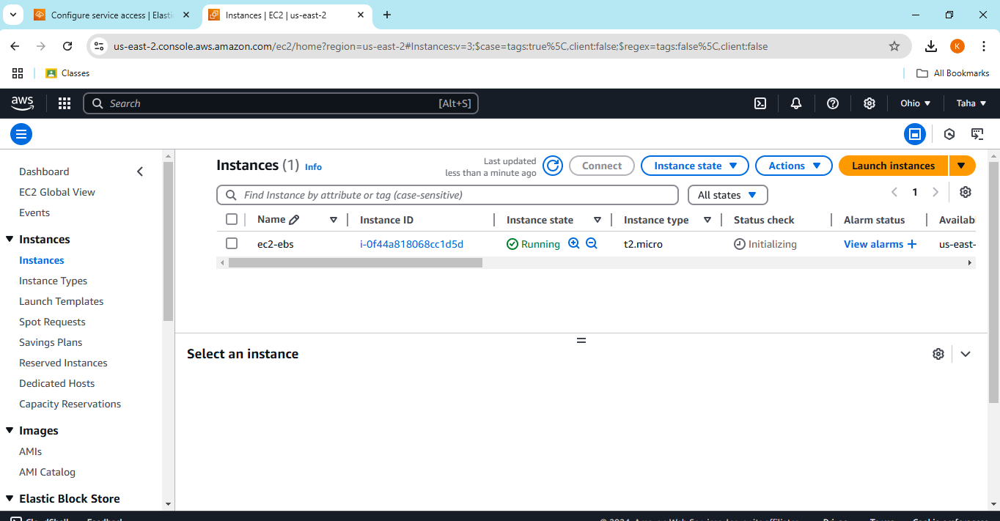 Configure service access | Elasti
Instances | EC2 | us-east-2
us-east-2.console.aws.amazon.com/ec2/home?region=us-east-2#Instances:v=3;$case=tags:true%5C,client:false;$regex=tags:false%5C,client:false
K
Classes
All Bookmarks
aws
Search
[Alt+S]
Ohio
Taha
Dashboard
EC2 Global View
Events
Instances
Instances
Instance Types
Launch Templates
Spot Requests
Savings Plans
Reserved Instances
Dedicated Hosts
Capacity Reservations
Images
AMIs
AMI Catalog
Elastic Block Store
Instances (1) Info
Last updated
less than a minute ago
Connect
Instance state
Actions
Launch instances
Find Instance by attribute or tag (case-sensitive)
All states
1
Name Instance ID Instance state Instance type Status check Alarm status Availabi
ec2-ebs i-0f44a818068cc1d5d Running t2.micro Initializing View alarms + us-east-
Select an instance
CloudShell Feedback